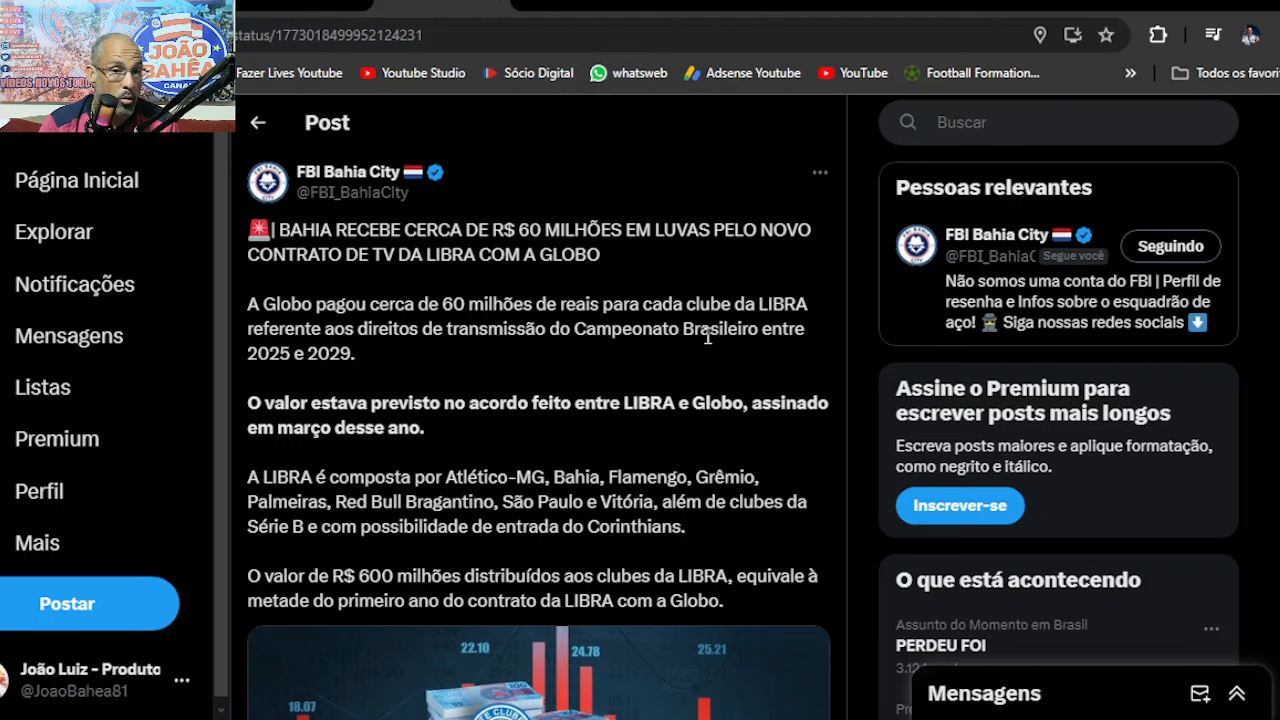 LIVE
LIVE
LIVE
JOÃO
BAHÊA
CANAL
VÍDEOS NOVOS TODO
status/1773018499952124231
Fazer Lives Youtube
Youtube Studio
Sócio Digital
whatsweb
Adsense Youtube
YouTube
Football Formation...
»
Todos os favori
Post
Buscar
FBI Bahia City
@FBI_BahiaCity
🚨| BAHIA RECEBE CERCA DE R$ 60 MILHÕES EM LUVAS PELO NOVO
CONTRATO DE TV DA LIBRA COM A GLOBO
A Globo pagou cerca de 60 milhões de reais para cada clube da LIBRA
referente aos direitos de transmissão do Campeonato Brasileiro entre
2025 e 2029.
O valor estava previsto no acordo feito entre LIBRA e Globo, assinado
em março desse ano.
A LIBRA é composta por Atlético-MG, Bahia, Flamengo, Grêmio,
Palmeiras, Red Bull Bragantino, São Paulo e Vitória, além de clubes da
Série B e com possibilidade de entrada do Corinthians.
O valor de R$ 600 milhões distribuídos aos clubes da LIBRA, equivale à
metade do primeiro ano do contrato da LIBRA com a Globo.
22.10
24.78
25.21
18.07
Página Inicial
Explorar
Notificações
Mensagens
Listas
Premium
Perfil
Mais
Postar
João Luiz - Produto
@JoaoBahea81
Pessoas relevantes
FBI Bahia City
@FBI_BahiaC Segue você
Seguindo
Não somos uma conta do FBI | Perfil de
resenha e Infos sobre o esquadrão de
aço! 🕵 Siga nossas redes sociais ⬇
Assine o Premium para
escrever posts mais longos
Escreva posts maiores e aplique formatação,
como negrito e itálico.
Inscrever-se
O que está acontecendo
Assunto do Momento em Brasil
PERDEU FOI
Mensagens